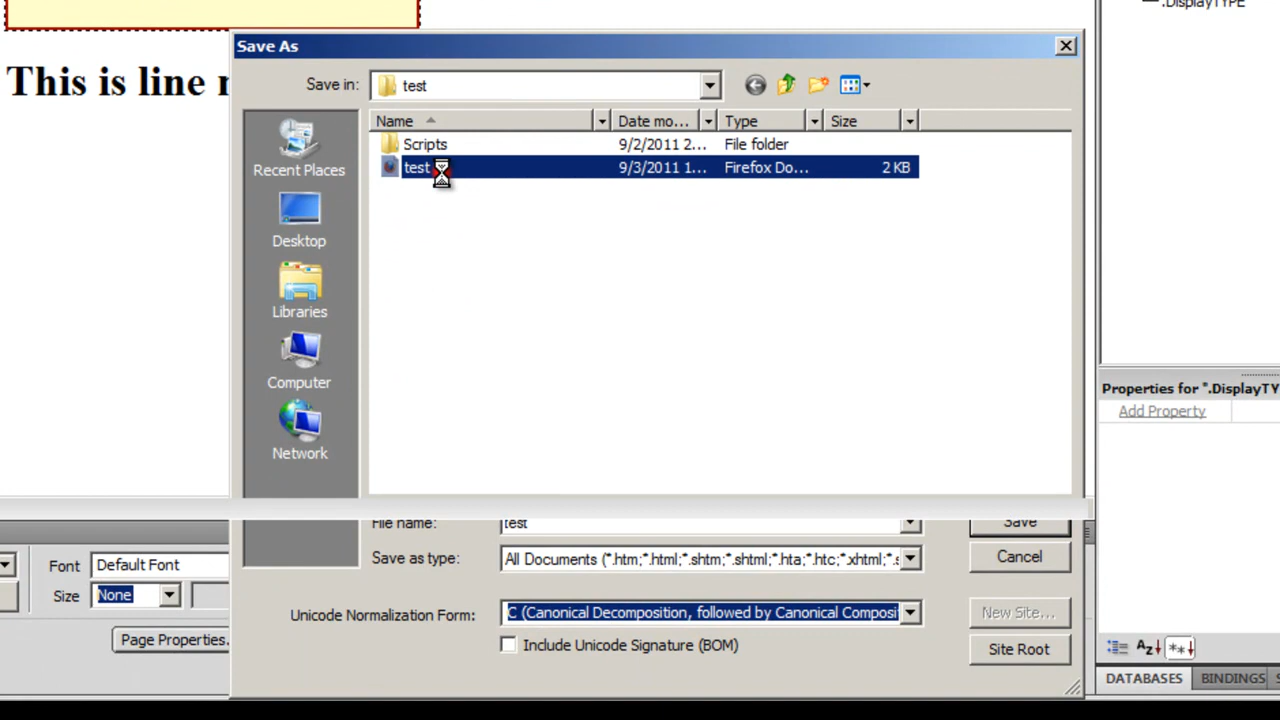 .DisplayTYPE
Save As
This is line
Save in: test
Name Date mo... Type Size
Scripts 9/2/2011 2... File folder
test 9/3/2011 1... Firefox Do... 2 KB
Recent Places
Desktop
Libraries
Computer
Network
Properties for ".DisplayTY
Add Property
File name: test Save
Save as type: All Documents (*.htm;*.html;*.shtm;*.shtml;*.hta;*.htc;*.xhtml;*.s Cancel
Font Default Font
Size None
Unicode Normalization Form: C (Canonical Decomposition, followed by Canonical Composi New Site...
Page Properties.
Include Unicode Signature (BOM) Site Root
DATABASES BINDINGS